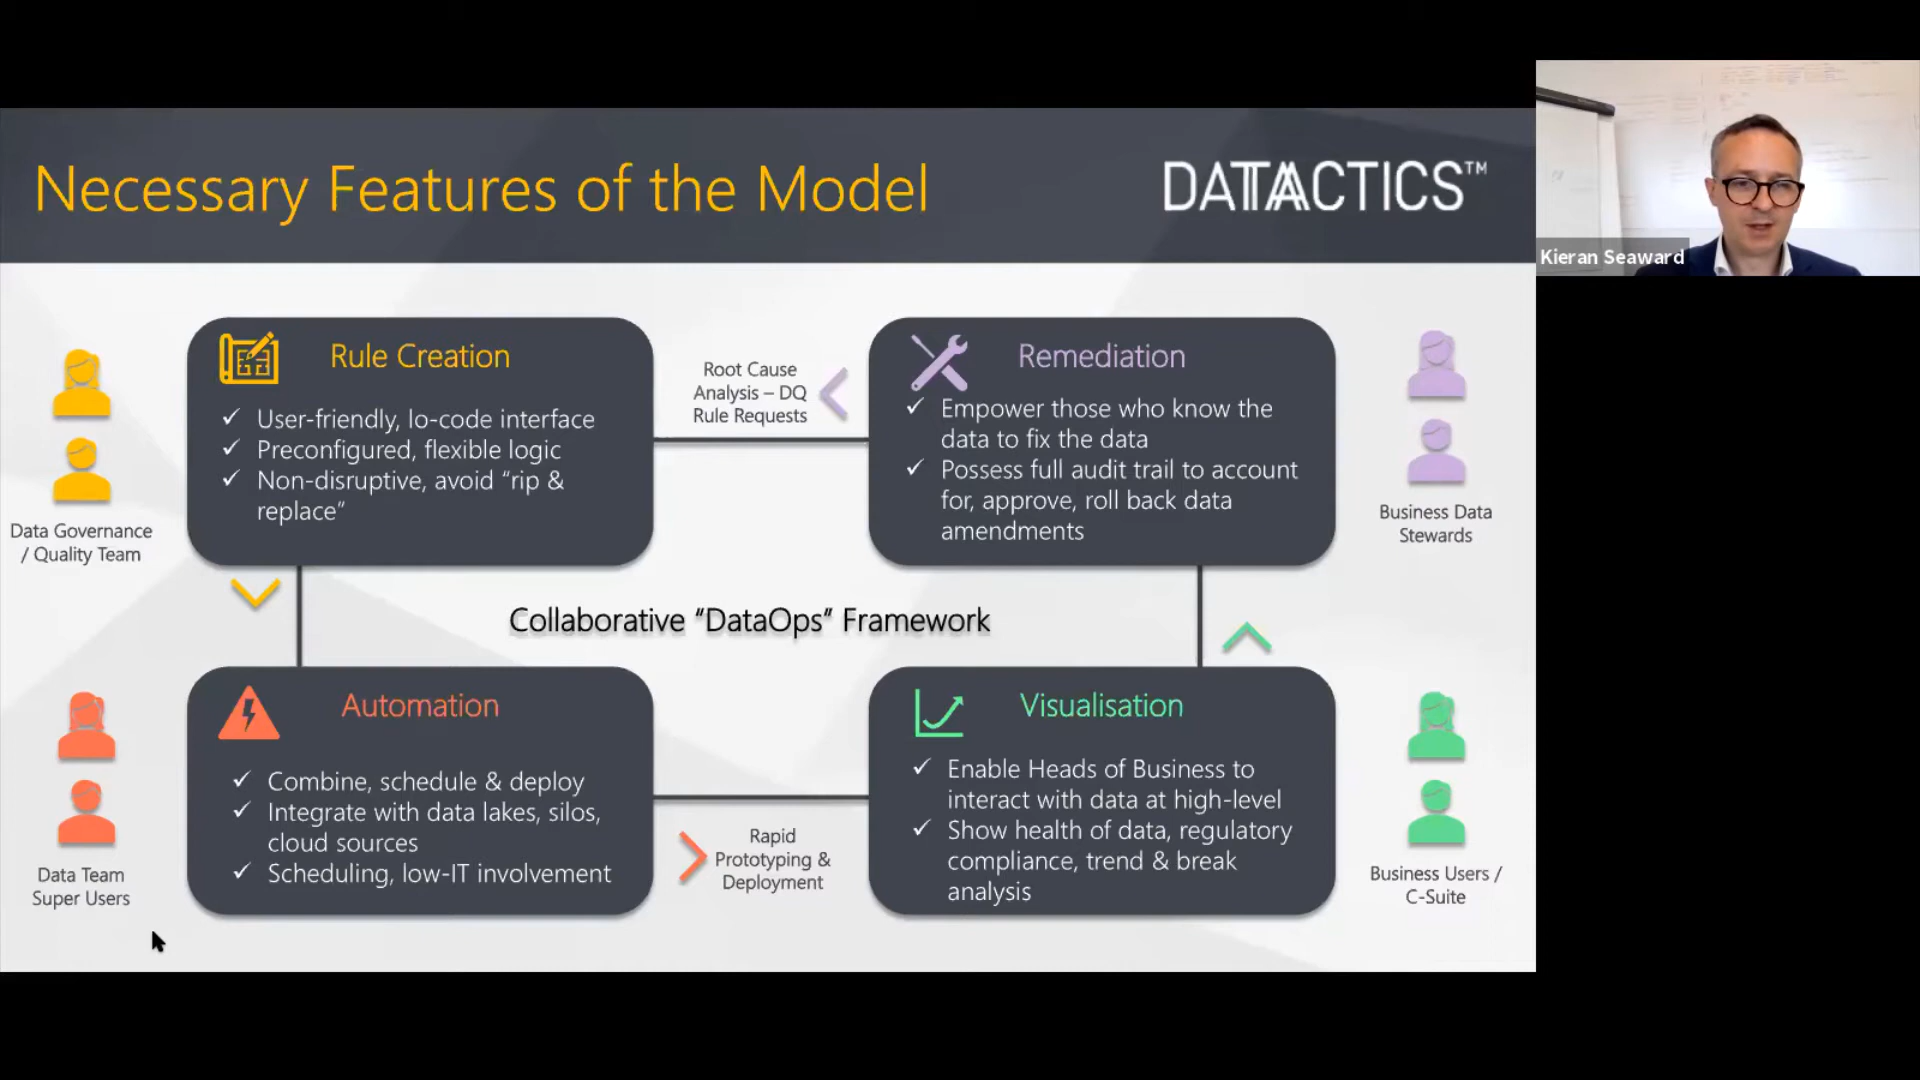 Necessary Features of the Model
DATACTICS™
Kieran Seaward
Rule Creation
✓ User-friendly, lo-code interface
✓ Preconfigured, flexible logic
✓ Non-disruptive, avoid “rip &
replace”
Data Governance
/ Quality Team
Root Cause
Analysis – DQ
Rule Requests
Remediation
✓ Empower those who know the
data to fix the data
✓ Possess full audit trail to account
for, approve, roll back data
amendments
Business Data
Stewards
Collaborative “DataOps” Framework
Automation
✓ Combine, schedule & deploy
✓ Integrate with data lakes, silos,
cloud sources
✓ Scheduling, low-IT involvement
Data Team
Super Users
Rapid
Prototyping &
Deployment
Visualisation
✓ Enable Heads of Business to
interact with data at high-level
✓ Show health of data, regulatory
compliance, trend & break
analysis
Business Users /
C-Suite